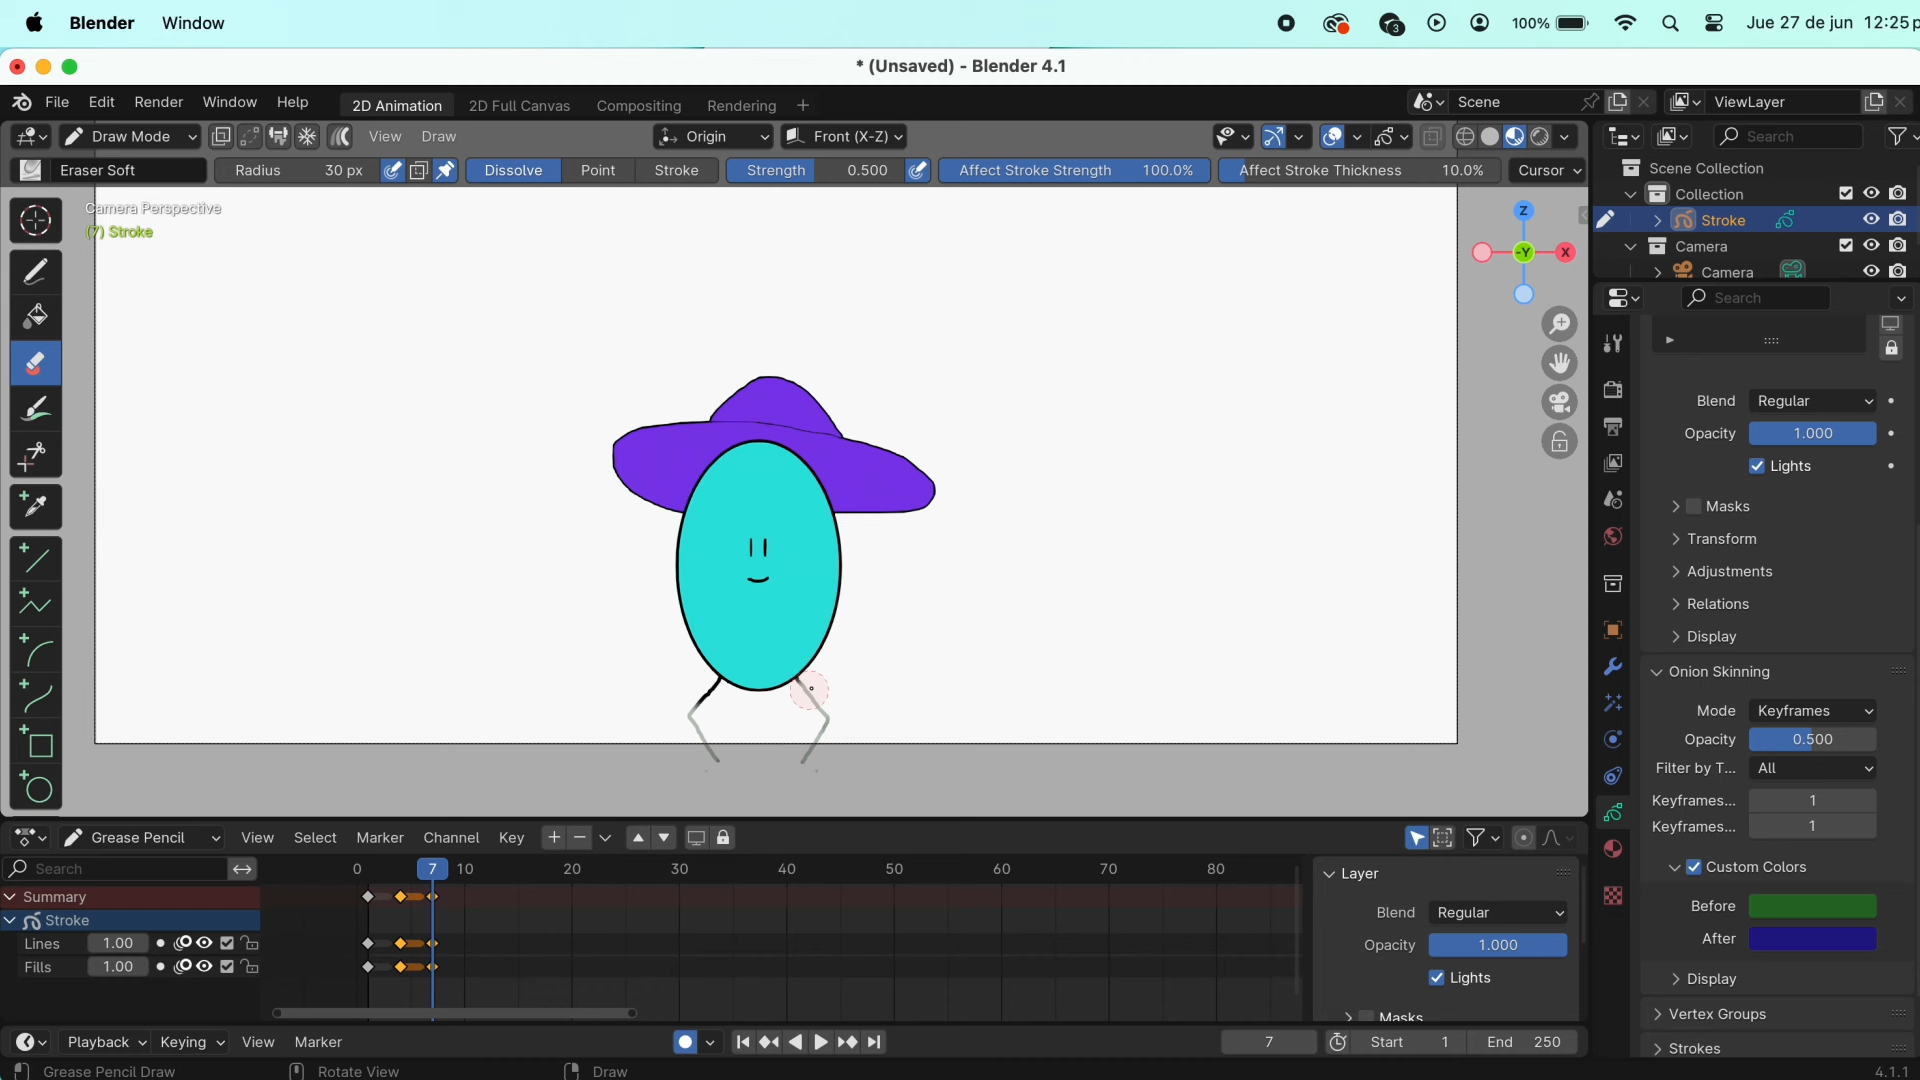 Blender Window 3 100% Jue 27 de jun 12:25 p
* (Unsaved) - Blender 4.1
File Edit Render Window Help 2D Animation 2D Full Canvas Compositing Rendering + Scene ViewLayer
Draw Mode View Draw Origin Front (X-Z) Search
Eraser Soft Radius 30 px Dissolve Point Stroke Strength 0.500 Affect Stroke Strength 100.0% Affect Stroke Thickness 10.0% Cursor
Scene Collection
Collection
Stroke
Camera
Camera
Camera Perspective
(7) Stroke
Z
-Y X
Search
Blend Regular
Opacity 1.000
Lights
Masks
Transform
Adjustments
Relations
Display
Onion Skinning
Mode Keyframes
Opacity 0.500
Filter by T... All
Keyframes... 1
Keyframes... 1
Custom Colors
Before
After
Display
Vertex Groups
Strokes
Grease Pencil View Select Marker Channel Key
Search 0 7 10 20 30 40 50 60 70 80
Summary
Stroke
Lines 1.00
Fills 1.00
Layer
Blend Regular
Opacity 1.000
Lights
Masks
Playback Keying View Marker 7 Start 1 End 250
Grease Pencil Draw Rotate View Draw 4.1.1